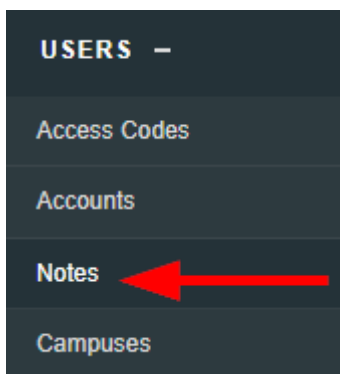 USERS –
Access Codes
Accounts
Notes
Campuses